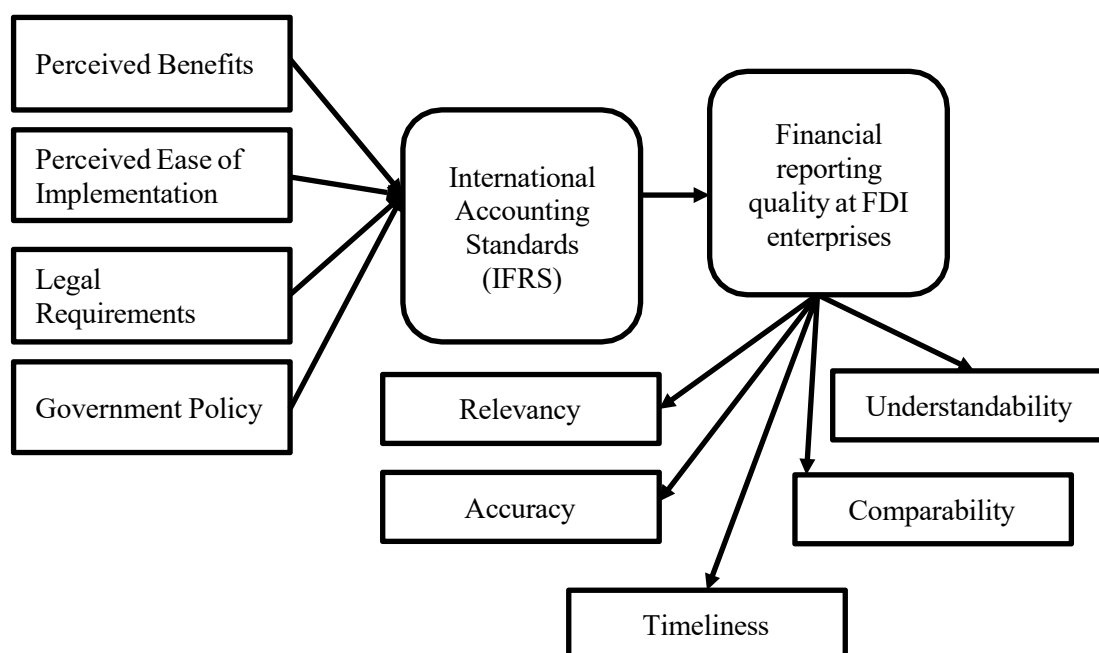 Perceived Benefits
Perceived Ease of
Implementation
Legal
Requirements
Government Policy
International
Accounting
Standards
(IFRS)
Financial
reporting
quality at FDI
enterprises
Relevancy
Accuracy
Timeliness
Understandability
Comparability